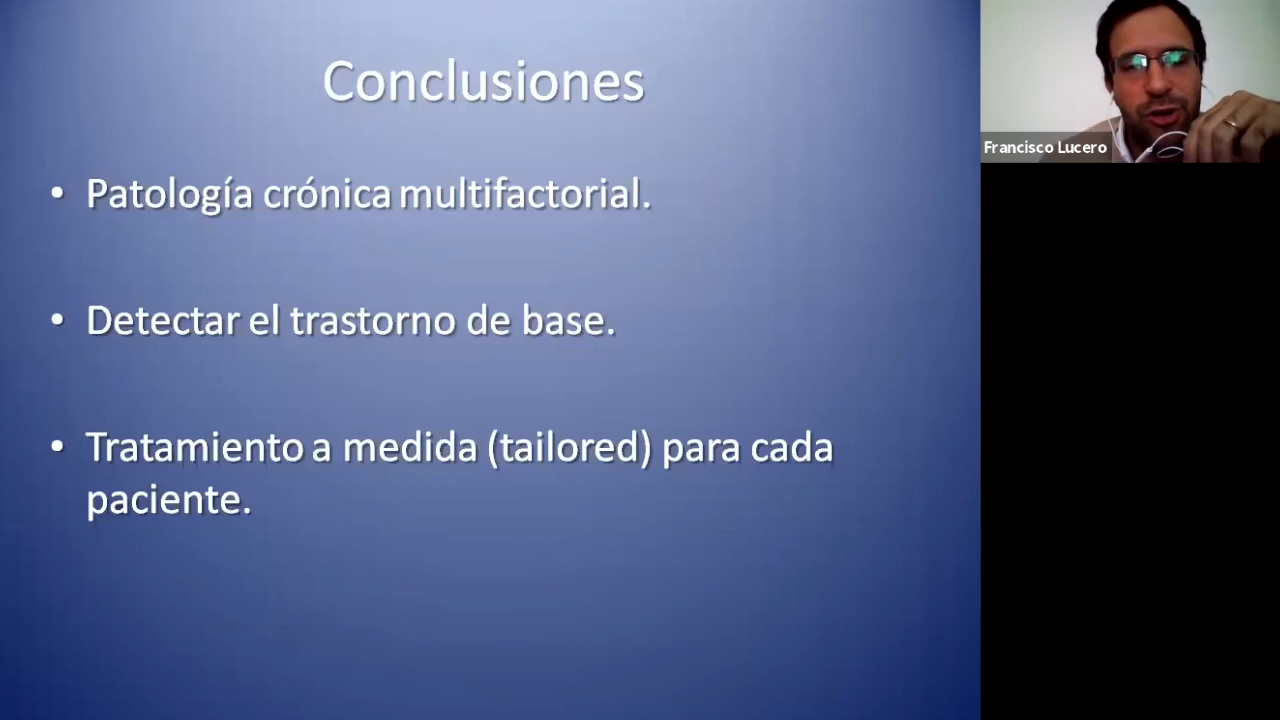 Conclusiones
• Patología crónica multifactorial.
• Detectar el trastorno de base.
• Tratamiento a medida (tailored) para cada
paciente.
Francisco Lucero